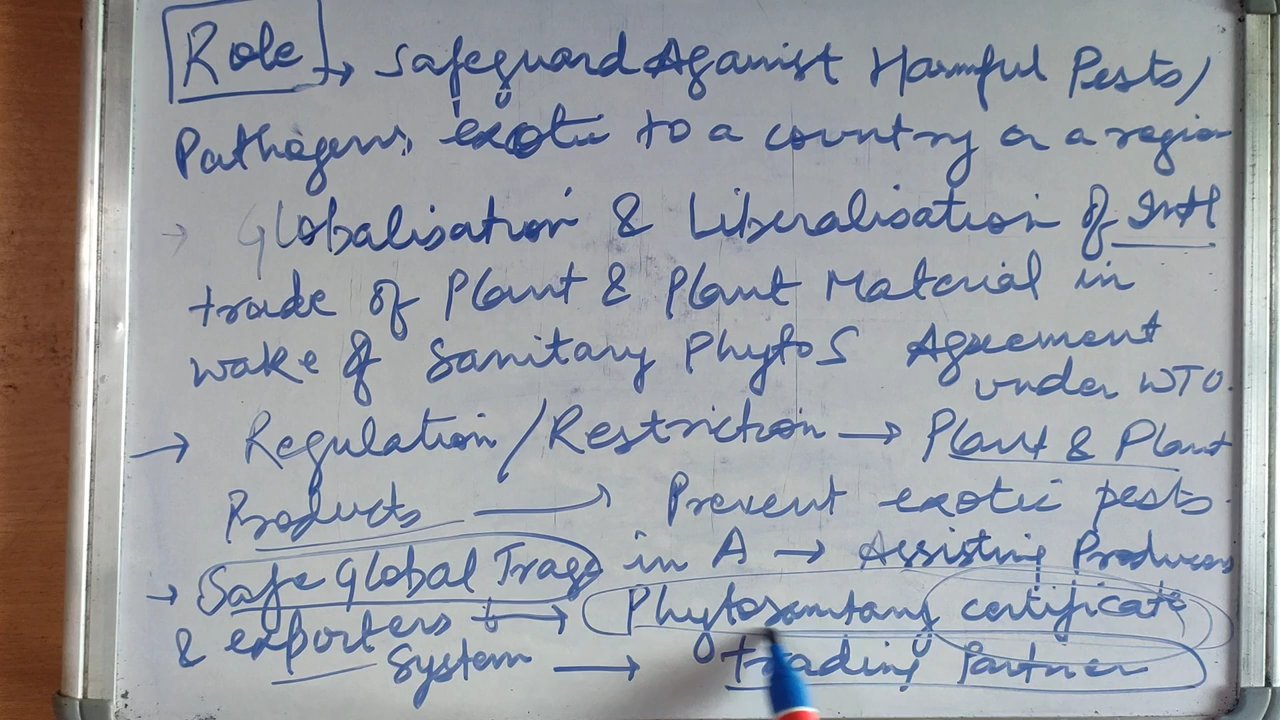 Role → Safeguard Against Harmful Pests/
Pathogens, exotic to a country or a region
→ Globalisation & Liberalisation of Intl
trade of Plant & Plant Material in
wake of Sanitary Phyto S Agreement
under WTO.
→ Regulation/Restriction → Plant & Plant
Products → Prevent exotic pests.
→ Safe Global Trade in A → Assisting Producers
& exporters → Phytosanitary certificate
System → trading Partner